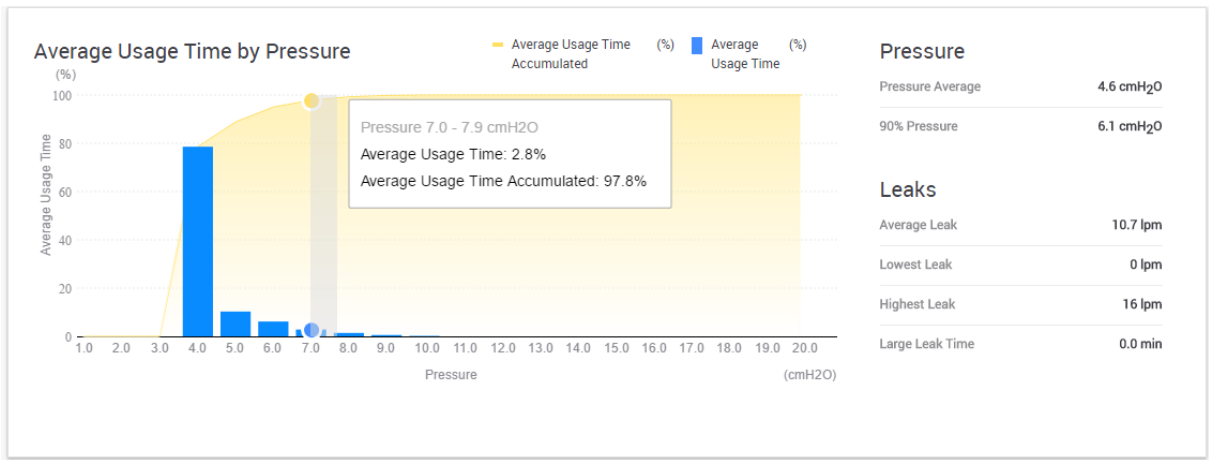 Average Usage Time by Pressure
Average Usage Time (%)
Accumulated
Average (%)
Usage Time
(%)
100
80
60
40
20
0
Average Usage Time
Pressure 7.0 - 7.9 cmH2O
Average Usage Time: 2.8%
Average Usage Time Accumulated: 97.8%
1.0 2.0 3.0 4.0 5.0 6.0 7.0 8.0 9.0 10.0 11.0 12.0 13.0 14.0 15.0 16.0 17.0 18.0 19.0 20.0
Pressure (cmH2O)
Pressure
Pressure Average 4.6 cmH2O
90% Pressure 6.1 cmH2O
Leaks
Average Leak 10.7 lpm
Lowest Leak 0 lpm
Highest Leak 16 lpm
Large Leak Time 0.0 min